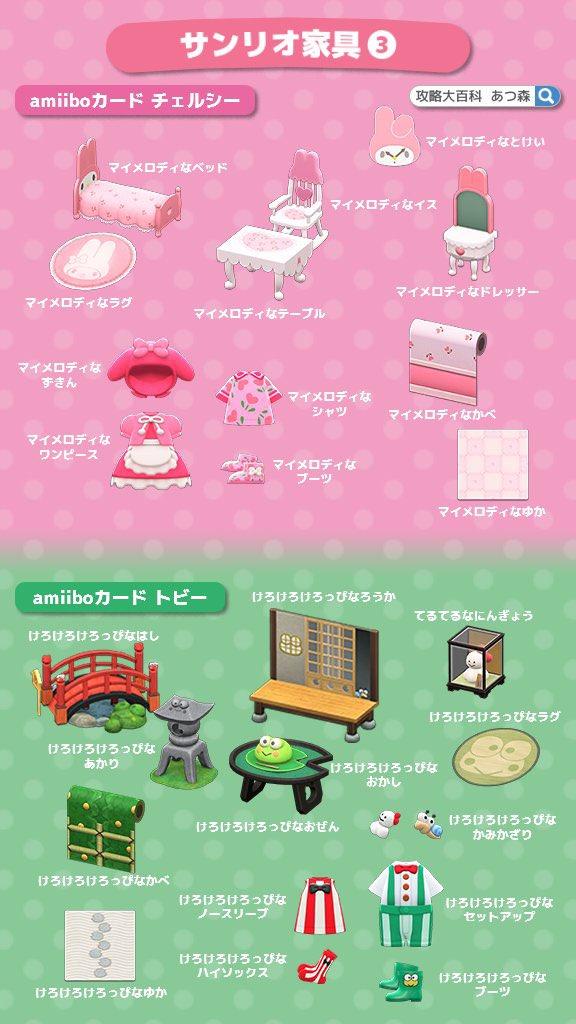 サンリオ家具❸
amiiboカード チェルシー
攻略大百科 あつ森
マイメロディなとけい
マイメロディなベッド
マイメロディなイス
マイメロディなドレッサー
マイメロディなラグ
マイメロディなテーブル
マイメロディな
ずきん
マイメロディな
シャツ
マイメロディなかべ
マイメロディな
ワンピース
マイメロディな
ブーツ
マイメロディなゆか
amiiboカード トビー
けろけろけろっぴなろうか
てるてるなにんぎょう
けろけろけろっぴなはし
けろけろけろっぴなラグ
けろけろけろっぴな
あかり
けろけろけろっぴな
おかし
けろけろけろっぴなおぜん
けろけろけろっぴな
かみかざり
けろけろけろっぴなかべ
けろけろけろっぴな
ノースリーブ
けろけろけろっぴな
セットアップ
けろけろけろっぴな
ハイソックス
けろけろけろっぴな
ブーツ
けろけろけろっぴなゆか